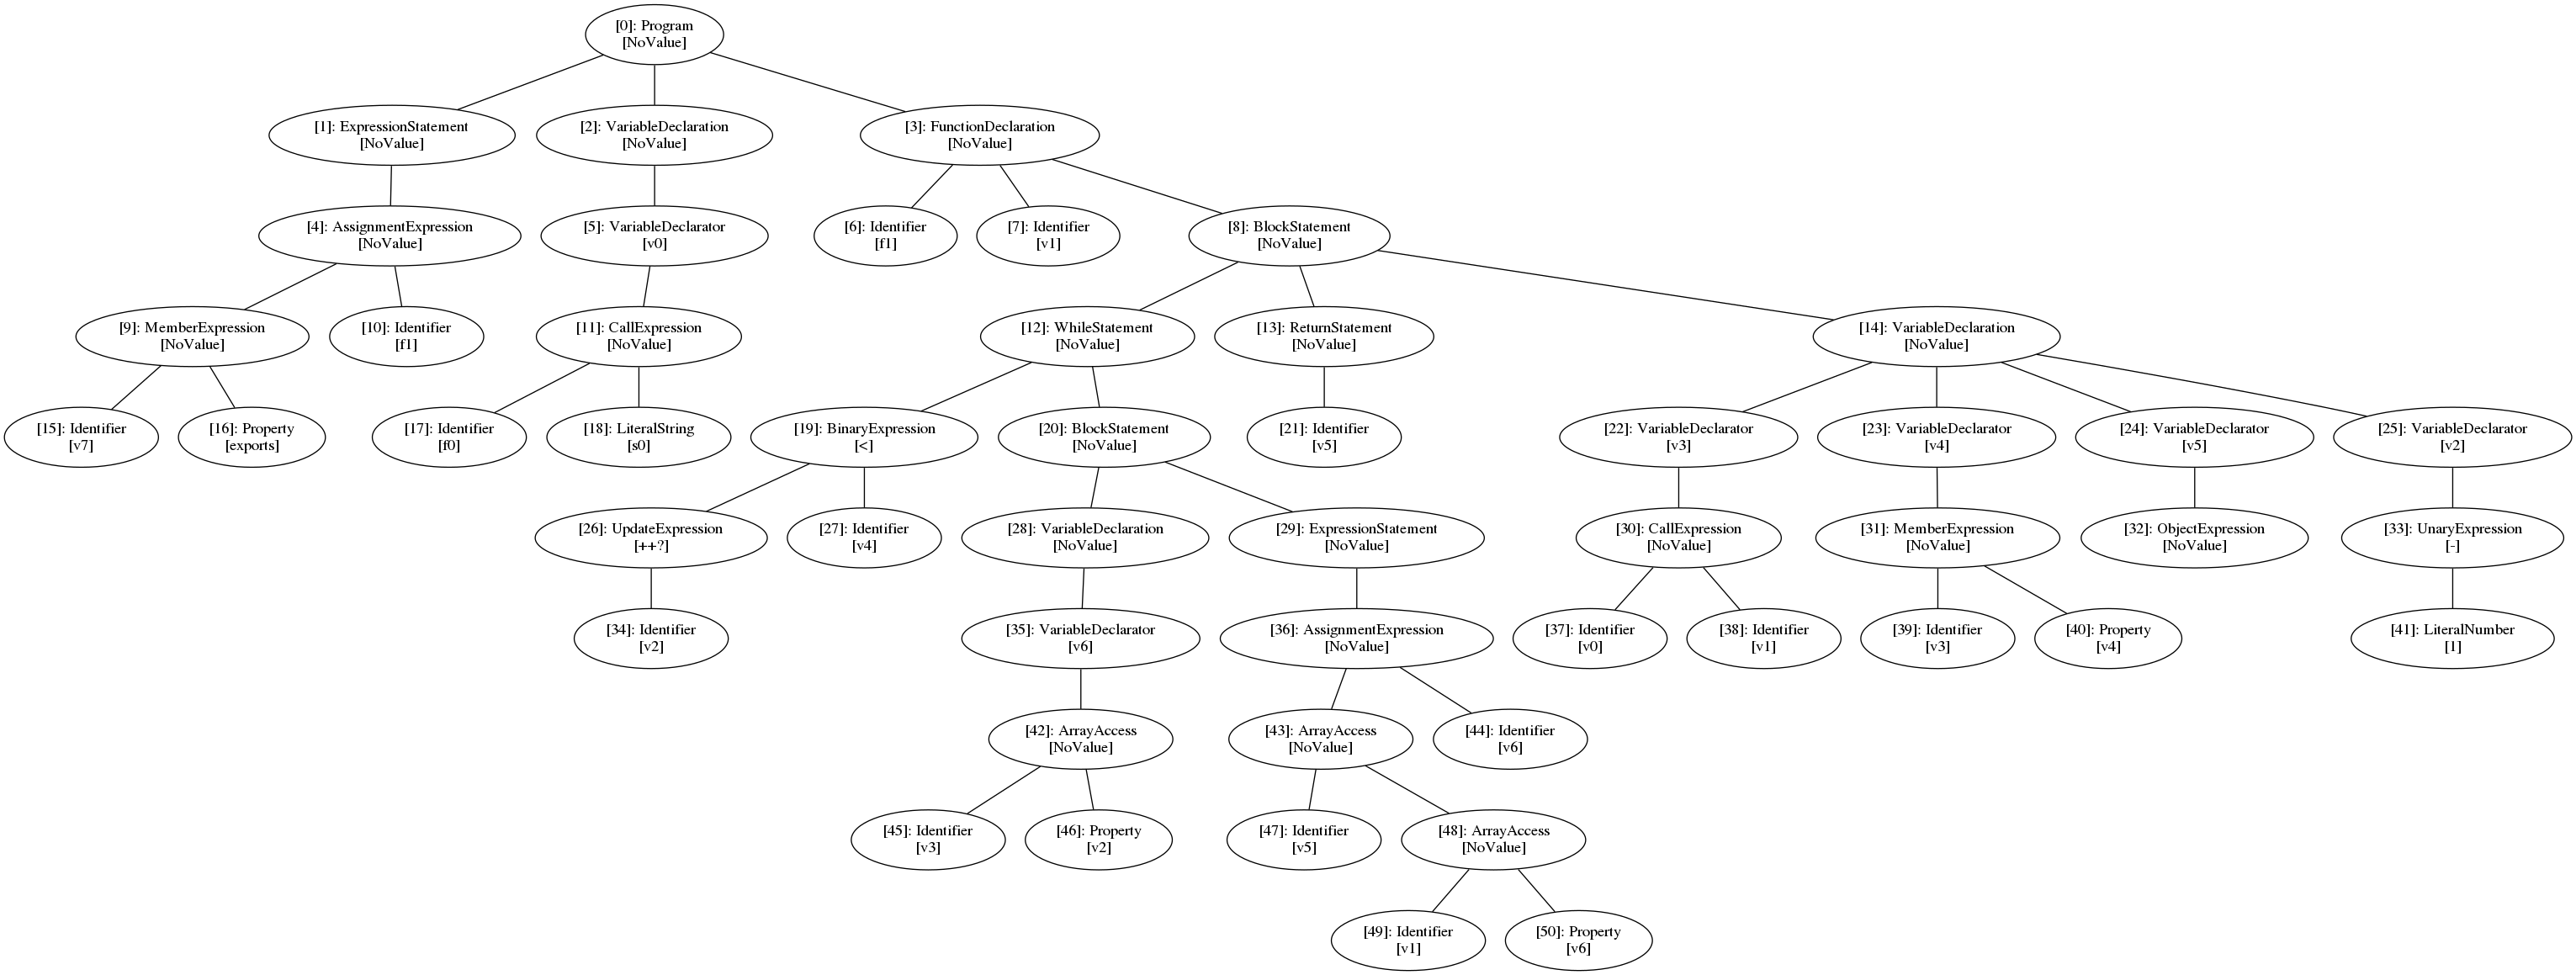 [0]: Program
[NoValue]
[1]: ExpressionStatement
[NoValue]
[2]: VariableDeclaration
[NoValue]
[3]: FunctionDeclaration
[NoValue]
[4]: AssignmentExpression
[NoValue]
[5]: VariableDeclarator
[v0]
[6]: Identifier
[f1]
[7]: Identifier
[v1]
[8]: BlockStatement
[NoValue]
[9]: MemberExpression
[NoValue]
[10]: Identifier
[f1]
[11]: CallExpression
[NoValue]
[12]: WhileStatement
[NoValue]
[13]: ReturnStatement
[NoValue]
[14]: VariableDeclaration
[NoValue]
[15]: Identifier
[v7]
[16]: Property
[exports]
[17]: Identifier
[f0]
[18]: LiteralString
[s0]
[19]: BinaryExpression
[<]
[20]: BlockStatement
[NoValue]
[21]: Identifier
[v5]
[22]: VariableDeclarator
[v3]
[23]: VariableDeclarator
[v4]
[24]: VariableDeclarator
[v5]
[25]: VariableDeclarator
[v2]
[26]: UpdateExpression
[++?]
[27]: Identifier
[v4]
[28]: VariableDeclaration
[NoValue]
[29]: ExpressionStatement
[NoValue]
[30]: CallExpression
[NoValue]
[31]: MemberExpression
[NoValue]
[32]: ObjectExpression
[NoValue]
[33]: UnaryExpression
[-]
[34]: Identifier
[v2]
[35]: VariableDeclarator
[v6]
[36]: AssignmentExpression
[NoValue]
[37]: Identifier
[v0]
[38]: Identifier
[v1]
[39]: Identifier
[v3]
[40]: Property
[v4]
[41]: LiteralNumber
[1]
[42]: ArrayAccess
[NoValue]
[43]: ArrayAccess
[NoValue]
[44]: Identifier
[v6]
[45]: Identifier
[v3]
[46]: Property
[v2]
[47]: Identifier
[v5]
[48]: ArrayAccess
[NoValue]
[49]: Identifier
[v1]
[50]: Property
[v6]